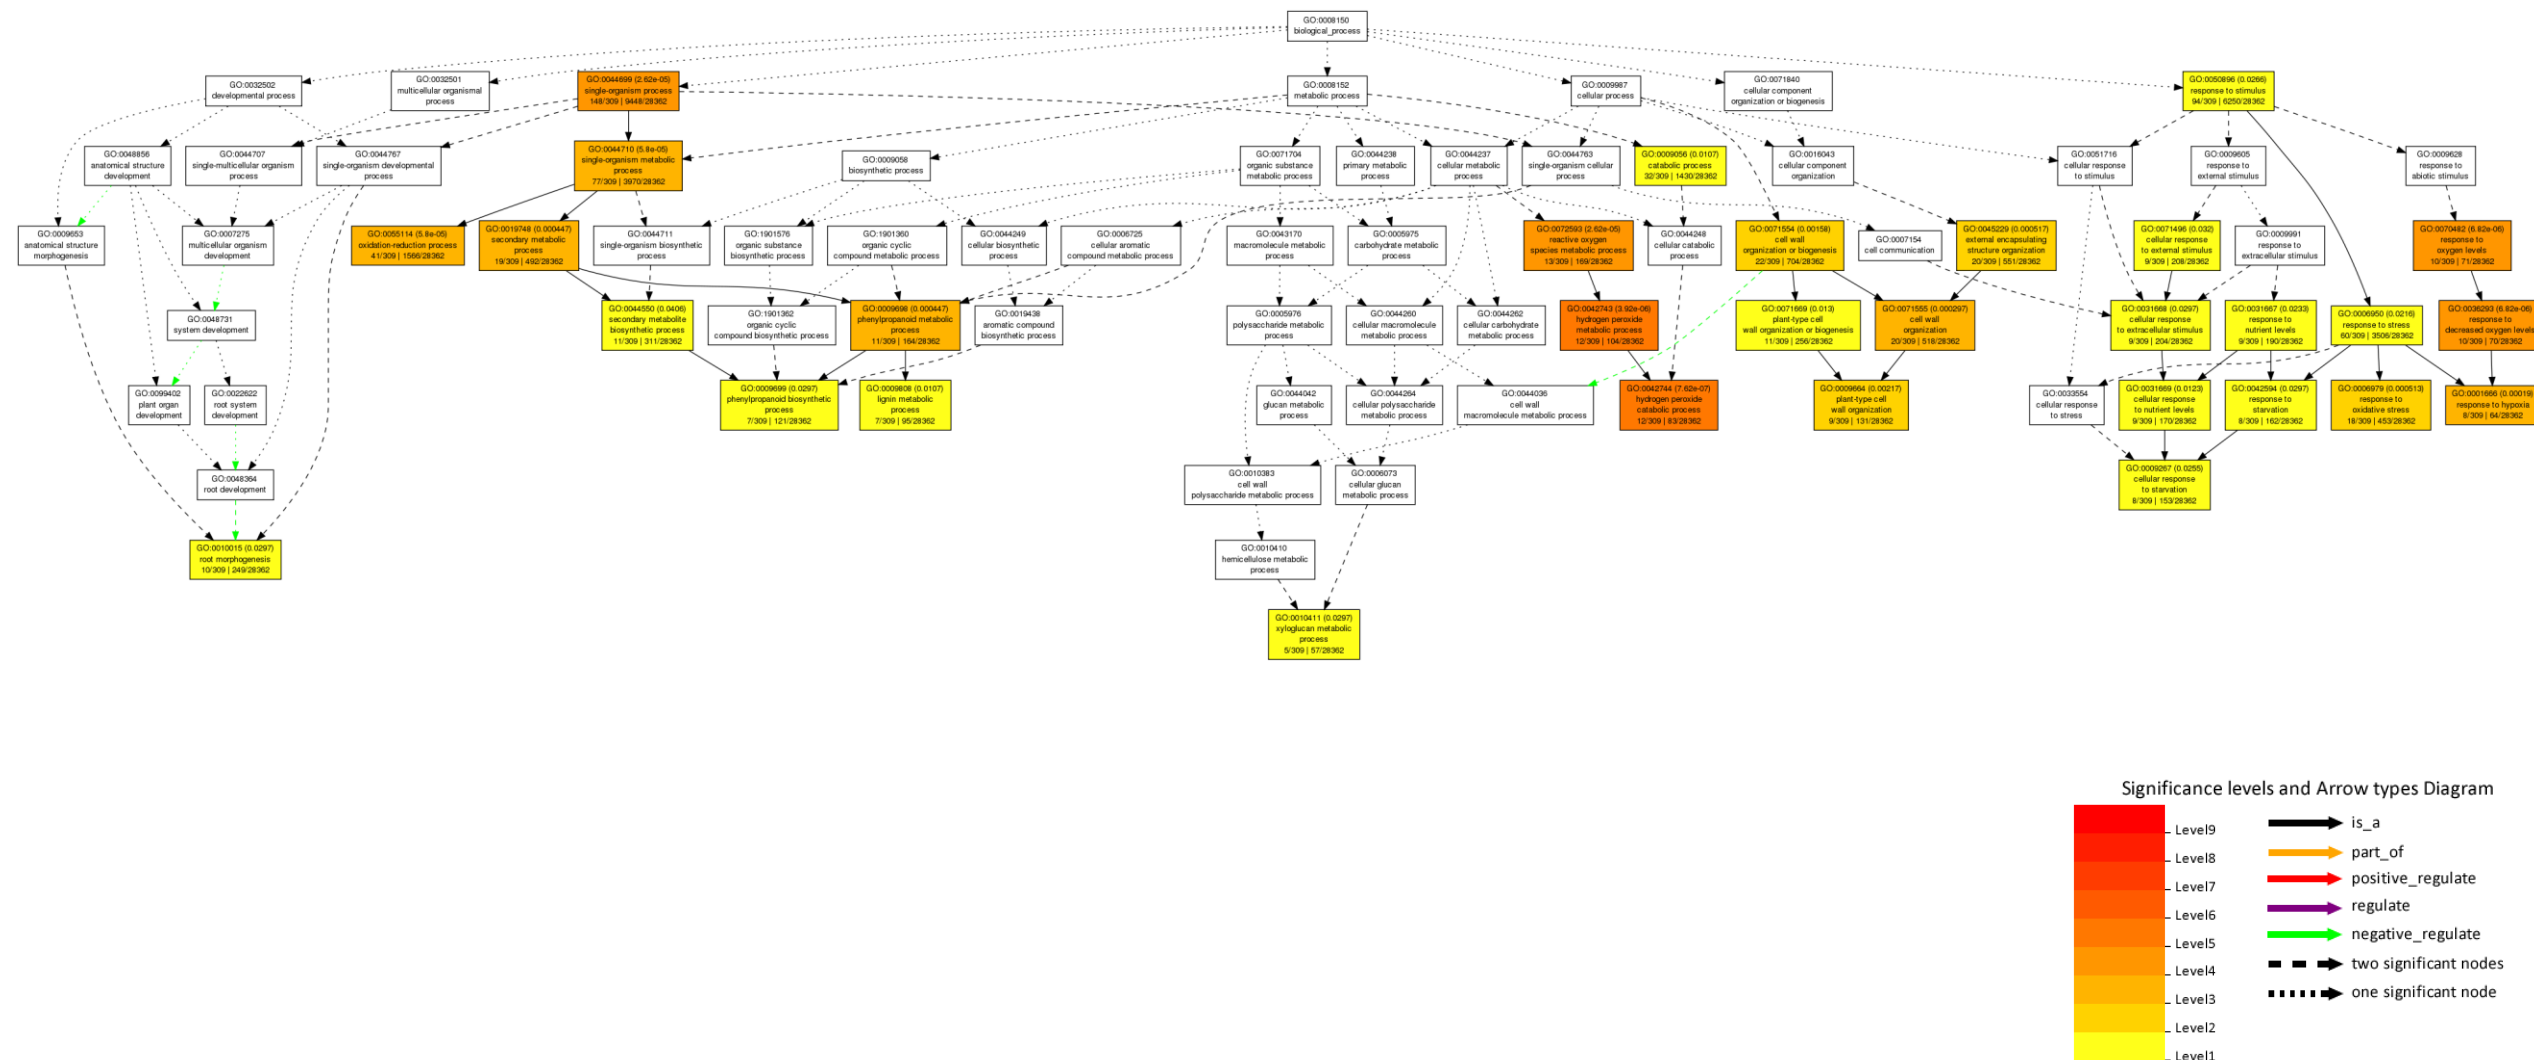 GO:0008150
biological_process
GO:0032502
developmental process
GO:0032501
multicellular organismal
process
GO:0044699 (2.62e-05)
single-organism process
148/309 | 9448/28362
GO:0008152
metabolic process
GO:0009987
cellular process
GO:0071840
cellular component
organization or biogenesis
GO:0050896 (0.0266)
response to stimulus
94/309 | 6250/28362
GO:0048856
anatomical structure
development
GO:0044707
single-multicellular organism
process
GO:0044767
single-organism developmental
process
GO:0044710 (5.8e-05)
single-organism metabolic
process
77/309 | 3970/28362
GO:0009058
biosynthetic process
GO:0071704
organic substance
metabolic process
GO:0044238
primary metabolic
process
GO:0044237
cellular metabolic
process
GO:0044763
single-organism cellular
process
GO:0009056 (0.0107)
catabolic process
32/309 | 1430/28362
GO:0016043
cellular component
organization
GO:0051716
cellular response
to stimulus
GO:0009605
response to
external stimulus
GO:0009628
response to
abiotic stimulus
GO:0009653
anatomical structure
morphogenesis
GO:0007275
multicellular organism
development
GO:0055114 (5.8e-05)
oxidation-reduction process
41/309 | 1566/28362
GO:0019748 (0.000447)
secondary metabolic
process
19/309 | 492/28362
GO:0044711
single-organism biosynthetic
process
GO:1901576
organic substance
biosynthetic process
GO:1901360
organic cyclic
compound metabolic process
GO:0044249
cellular biosynthetic
process
GO:0006725
cellular aromatic
compound metabolic process
GO:0043170
macromolecule metabolic
process
GO:0005975
carbohydrate metabolic
process
GO:0072593 (2.62e-05)
reactive oxygen
species metabolic process
13/309 | 169/28362
GO:0044248
cellular catabolic
process
GO:0071554 (0.00158)
cell wall
organization or biogenesis
22/309 | 704/28362
GO:0007154
cell communication
GO:0045229 (0.000517)
external encapsulating
structure organization
20/309 | 551/28362
GO:0071496 (0.032)
cellular response
to external stimulus
9/309 | 208/28362
GO:0009991
response to
extracellular stimulus
GO:0070482 (6.82e-06)
response to
oxygen levels
10/309 | 71/28362
GO:0048731
system development
GO:0044550 (0.0406)
secondary metabolite
biosynthetic process
11/309 | 311/28362
GO:1901362
organic cyclic
compound biosynthetic process
GO:0009698 (0.000447)
phenylpropanoid metabolic
process
11/309 | 164/28362
GO:0019438
aromatic compound
biosynthetic process
GO:0005976
polysaccharide metabolic
process
GO:0044260
cellular macromolecule
metabolic process
GO:0044262
cellular carbohydrate
metabolic process
GO:0042743 (3.92e-06)
hydrogen peroxide
metabolic process
12/309 | 104/28362
GO:0071669 (0.013)
plant-type cell
wall organization or biogenesis
11/309 | 256/28362
GO:0071555 (0.000297)
cell wall
organization
20/309 | 518/28362
GO:0031668 (0.0297)
cellular response
to extracellular stimulus
9/309 | 204/28362
GO:0031667 (0.0233)
response to
nutrient levels
9/309 | 190/28362
GO:0006950 (0.0216)
response to stress
60/309 | 3506/28362
GO:0036293 (6.82e-06)
response to
decreased oxygen levels
10/309 | 70/28362
GO:0099402
plant organ
development
GO:0022622
root system
development
GO:0009699 (0.0297)
phenylpropanoid biosynthetic
process
7/309 | 121/28362
GO:0009808 (0.0107)
lignin metabolic
process
7/309 | 95/28362
GO:0044042
glucan metabolic
process
GO:0044264
cellular polysaccharide
metabolic process
GO:0044036
cell wall
macromolecule metabolic process
GO:0042744 (7.62e-07)
hydrogen peroxide
catabolic process
12/309 | 83/28362
GO:0009664 (0.00217)
plant-type cell
wall organization
9/309 | 131/28362
GO:0033554
cellular response
to stress
GO:0031669 (0.0123)
cellular response
to nutrient levels
9/309 | 170/28362
GO:0042594 (0.0297)
response to
starvation
8/309 | 162/28362
GO:0006979 (0.000513)
response to
oxidative stress
18/309 | 453/28362
GO:0001666 (0.00019)
response to hypoxia
8/309 | 64/28362
GO:0048364
root development
GO:0010383
cell wall
polysaccharide metabolic process
GO:0006073
cellular glucan
metabolic process
GO:0009267 (0.0255)
cellular response
to starvation
8/309 | 153/28362
GO:0010015 (0.0297)
root morphogenesis
10/309 | 249/28362
GO:0010410
hemicellulose metabolic
process
GO:0010411 (0.0297)
xyloglucan metabolic
process
5/309 | 57/28362
Significance levels and Arrow types Diagram
Level9
Level8
Level7
Level6
Level5
Level4
Level3
Level2
Level1
is_a
part_of
positive_regulate
regulate
negative_regulate
two significant nodes
one significant node